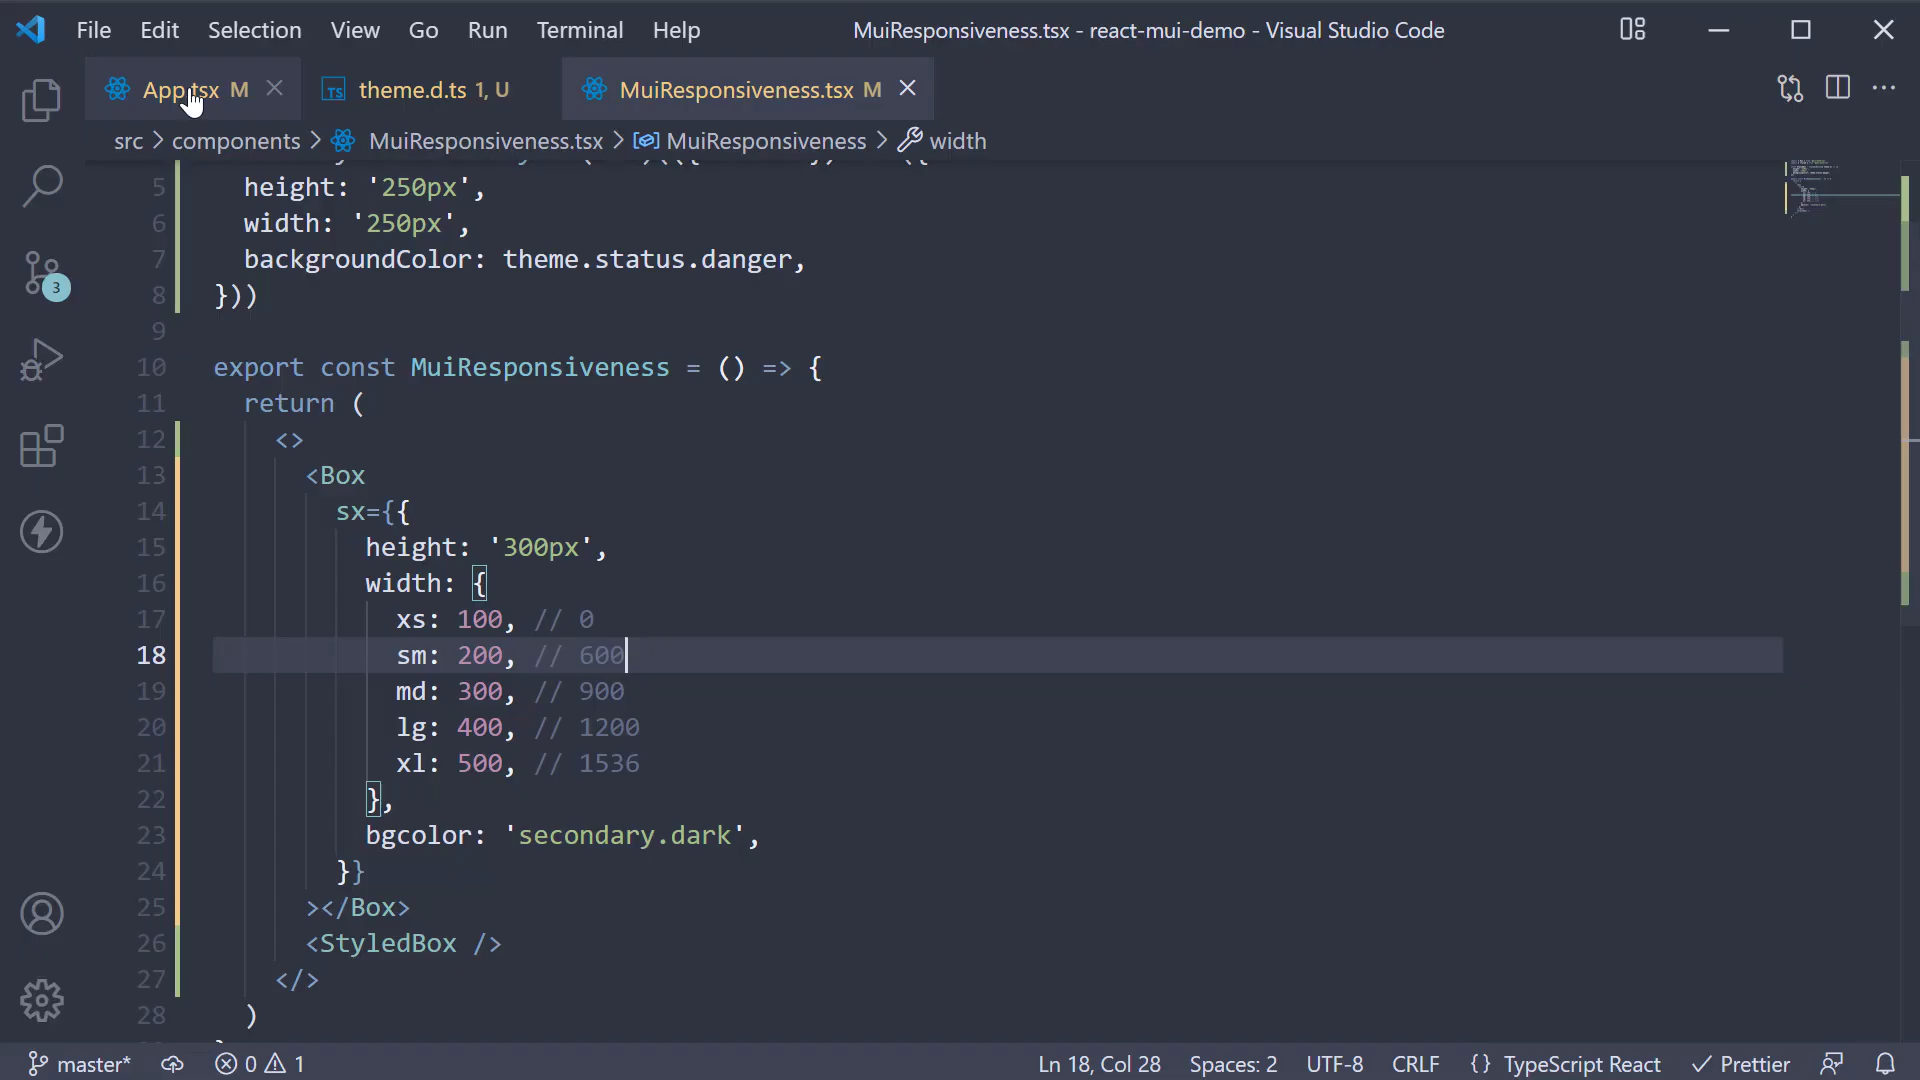 File Edit Selection View Go Run Terminal Help MuiResponsiveness.tsx - react-mui-demo - Visual Studio Code
App.tsx M theme.d.ts 1, U MuiResponsiveness.tsx M
src > components > MuiResponsiveness.tsx > MuiResponsiveness > width
5 height: '250px',
6 width: '250px',
7 backgroundColor: theme.status.danger,
8 }))
9
10 export const MuiResponsiveness = () => {
11 return (
12 <>
13 <Box
14 sx={{
15 height: '300px',
16 width: {
17 xs: 100, // 0
18 sm: 200, // 600
19 md: 300, // 900
20 lg: 400, // 1200
21 xl: 500, // 1536
22 },
23 bgcolor: 'secondary.dark',
24 }}
25 ></Box>
26 <StyledBox />
27 </>
28 )
3
master* 0 1 Ln 18, Col 28 Spaces: 2 UTF-8 CRLF {} TypeScript React Prettier